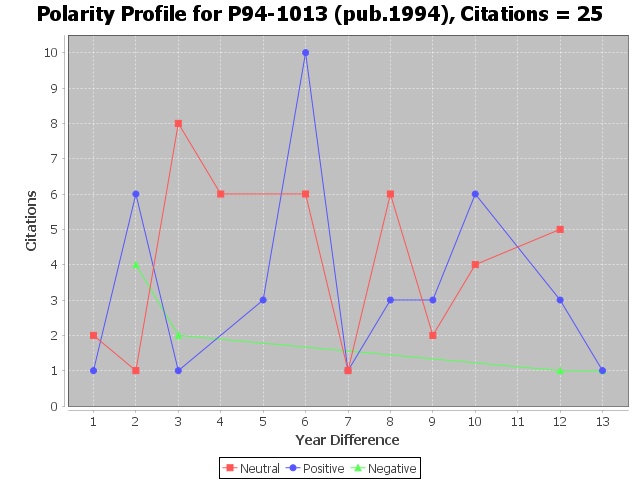 Polarity Profile for P94-1013 (pub.1994), Citations = 25
10
9
8
7
6
5
4
3
2
1
0
Citations
1 2 3 4 5 6 7 8 9 10 11 12 13
Year Difference
Neutral Positive Negative